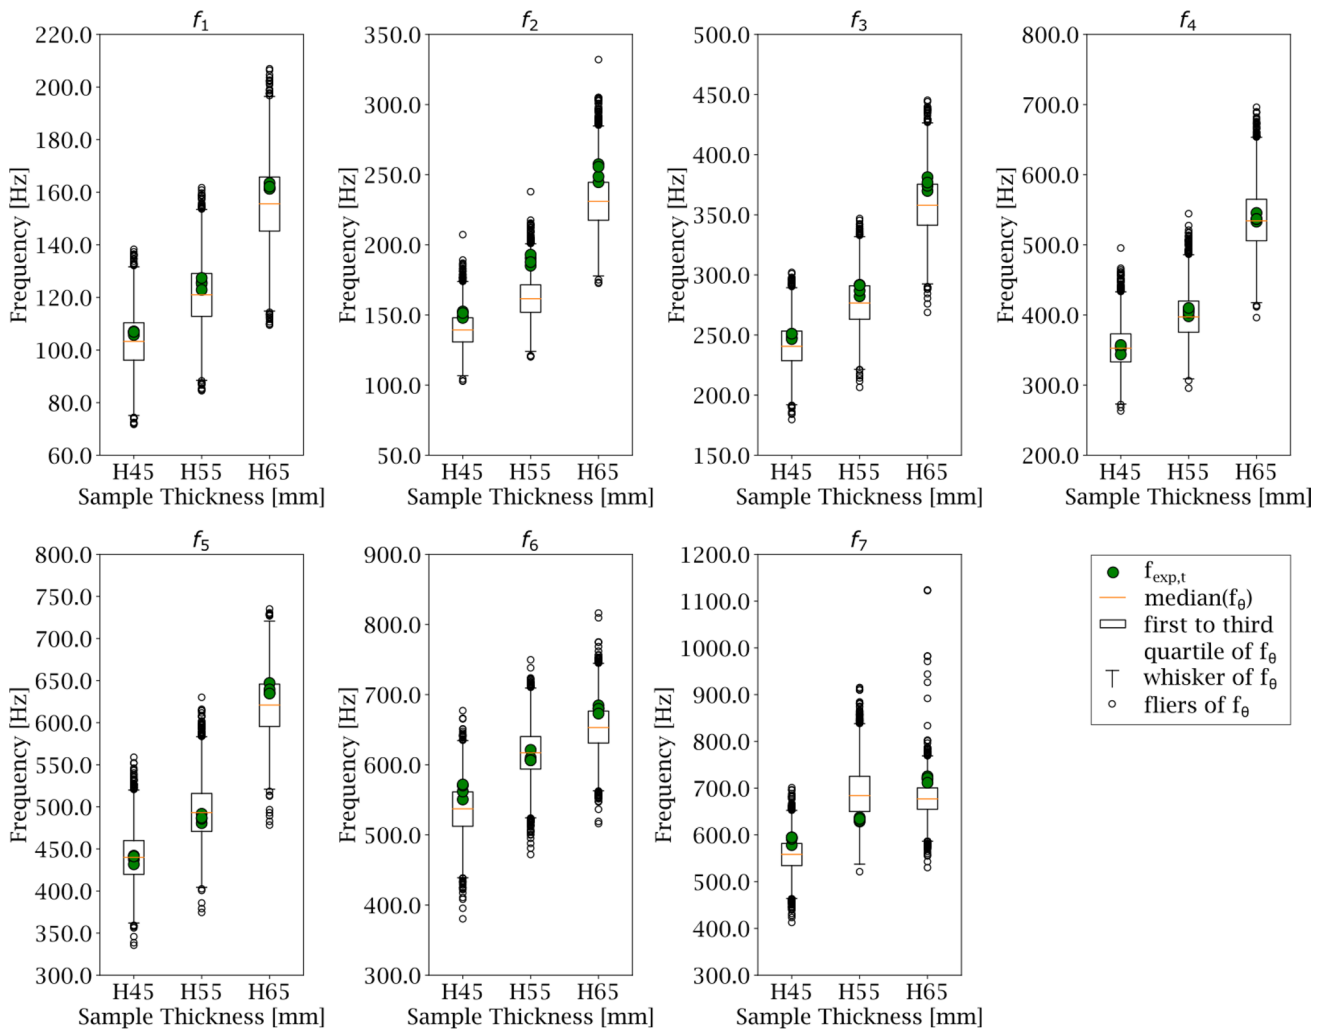 f1
Frequency [Hz]
220.0
200.0
180.0
160.0
140.0
120.0
100.0
80.0
60.0
H45 H55 H65
Sample Thickness [mm]
f2
Frequency [Hz]
350.0
300.0
250.0
200.0
150.0
100.0
50.0
H45 H55 H65
Sample Thickness [mm]
f3
Frequency [Hz]
500.0
450.0
400.0
350.0
300.0
250.0
200.0
150.0
H45 H55 H65
Sample Thickness [mm]
f4
Frequency [Hz]
800.0
700.0
600.0
500.0
400.0
300.0
200.0
H45 H55 H65
Sample Thickness [mm]
f5
Frequency [Hz]
800.0
750.0
700.0
650.0
600.0
550.0
500.0
450.0
400.0
350.0
300.0
H45 H55 H65
Sample Thickness [mm]
f6
Frequency [Hz]
900.0
800.0
700.0
600.0
500.0
400.0
300.0
H45 H55 H65
Sample Thickness [mm]
f7
Frequency [Hz]
1200.0
1100.0
1000.0
900.0
800.0
700.0
600.0
500.0
400.0
300.0
H45 H55 H65
Sample Thickness [mm]
fexp,t
median(fθ)
first to third
quartile of fθ
whisker of fθ
fliers of fθ